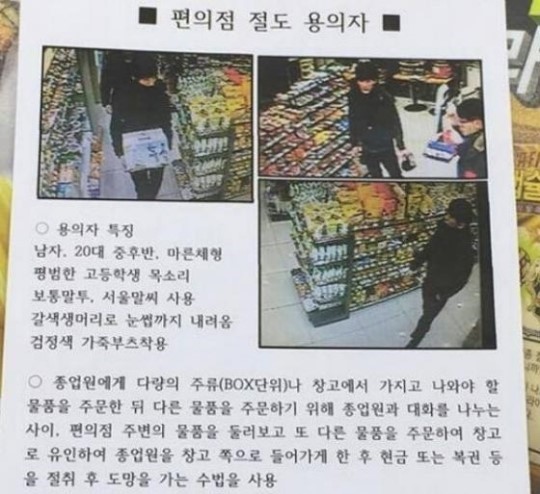 ■ 편의점 절도 용의자 ■
○ 용의자 특징
남자, 20대 중후반, 마른체형
평범한 고등학생 목소리
보통말투, 서울말씨 사용
갈색생머리로 눈썹까지 내려옴
검정색 가죽부츠착용
○ 종업원에게 다량의 주류(BOX단위)나 창고에서 가지고 나와야 할
물품을 주문한 뒤 다른 물품을 주문하기 위해 종업원과 대화를 나누는
사이, 편의점 주변의 물품을 둘러보고 또 다른 물품을 주문하여 창고
로 유인하여 종업원을 창고 쪽으로 들어가게 한 후 현금 또는 복권 등
을 절취 후 도망을 가는 수법을 사용